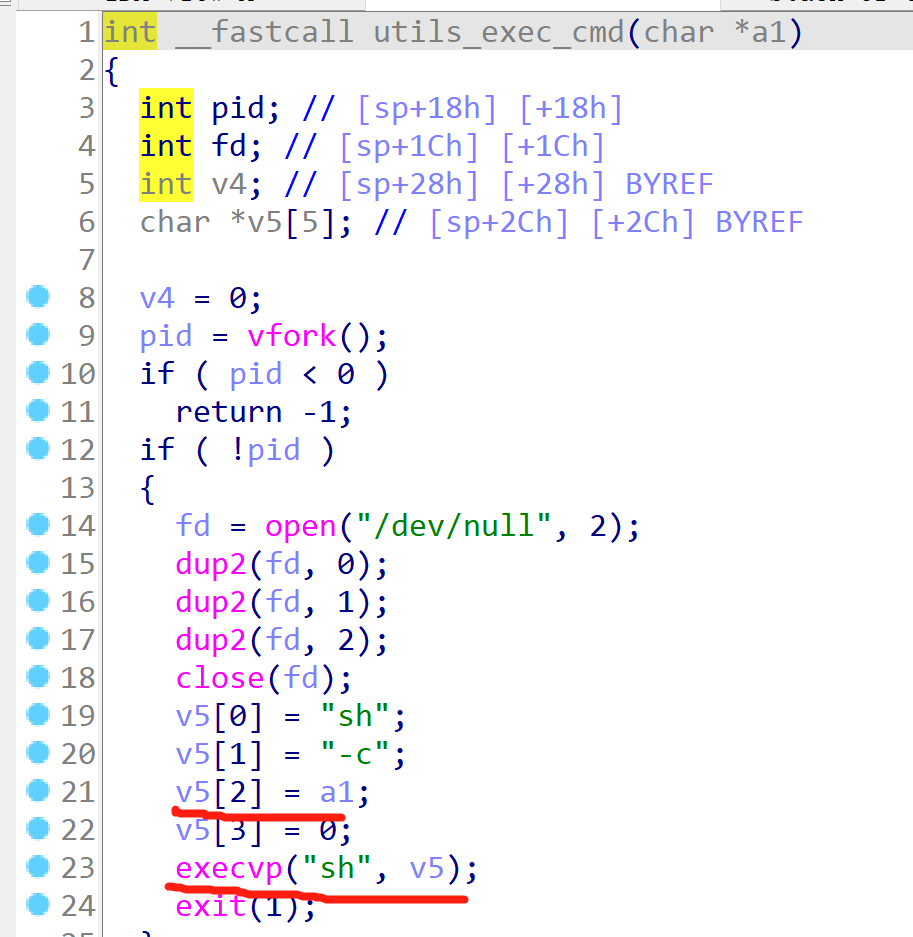 1 int __fastcall utils_exec_cmd(char *a1)
2 {
3 int pid; // [sp+18h] [+18h]
4 int fd; // [sp+1Ch] [+1Ch]
5 int v4; // [sp+28h] [+28h] BYREF
6 char *v5[5]; // [sp+2Ch] [+2Ch] BYREF
7
8 v4 = 0;
9 pid = vfork();
10 if ( pid < 0 )
11 return -1;
12 if ( !pid )
13 {
14 fd = open("/dev/null", 2);
15 dup2(fd, 0);
16 dup2(fd, 1);
17 dup2(fd, 2);
18 close(fd);
19 v5[0] = "sh";
20 v5[1] = "-c";
21 v5[2] = a1;
22 v5[3] = 0;
23 execvp("sh", v5);
24 exit(1);